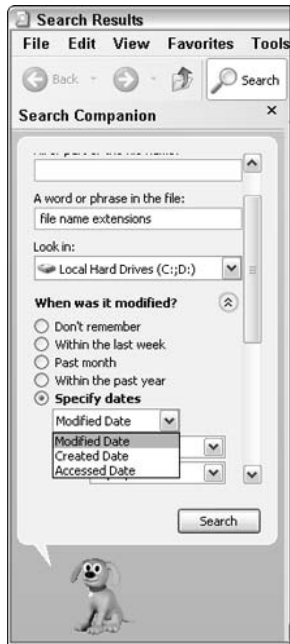 Search Results
File Edit View Favorites Tools
Back Search
Search Companion ×
A word or phrase in the file:
file name extensions
Look in:
Local Hard Drives (C:;D:)
When was it modified?
Don't remember
Within the last week
Past month
Within the past year
Specify dates
Modified Date
Modified Date
Created Date
Accessed Date
Search